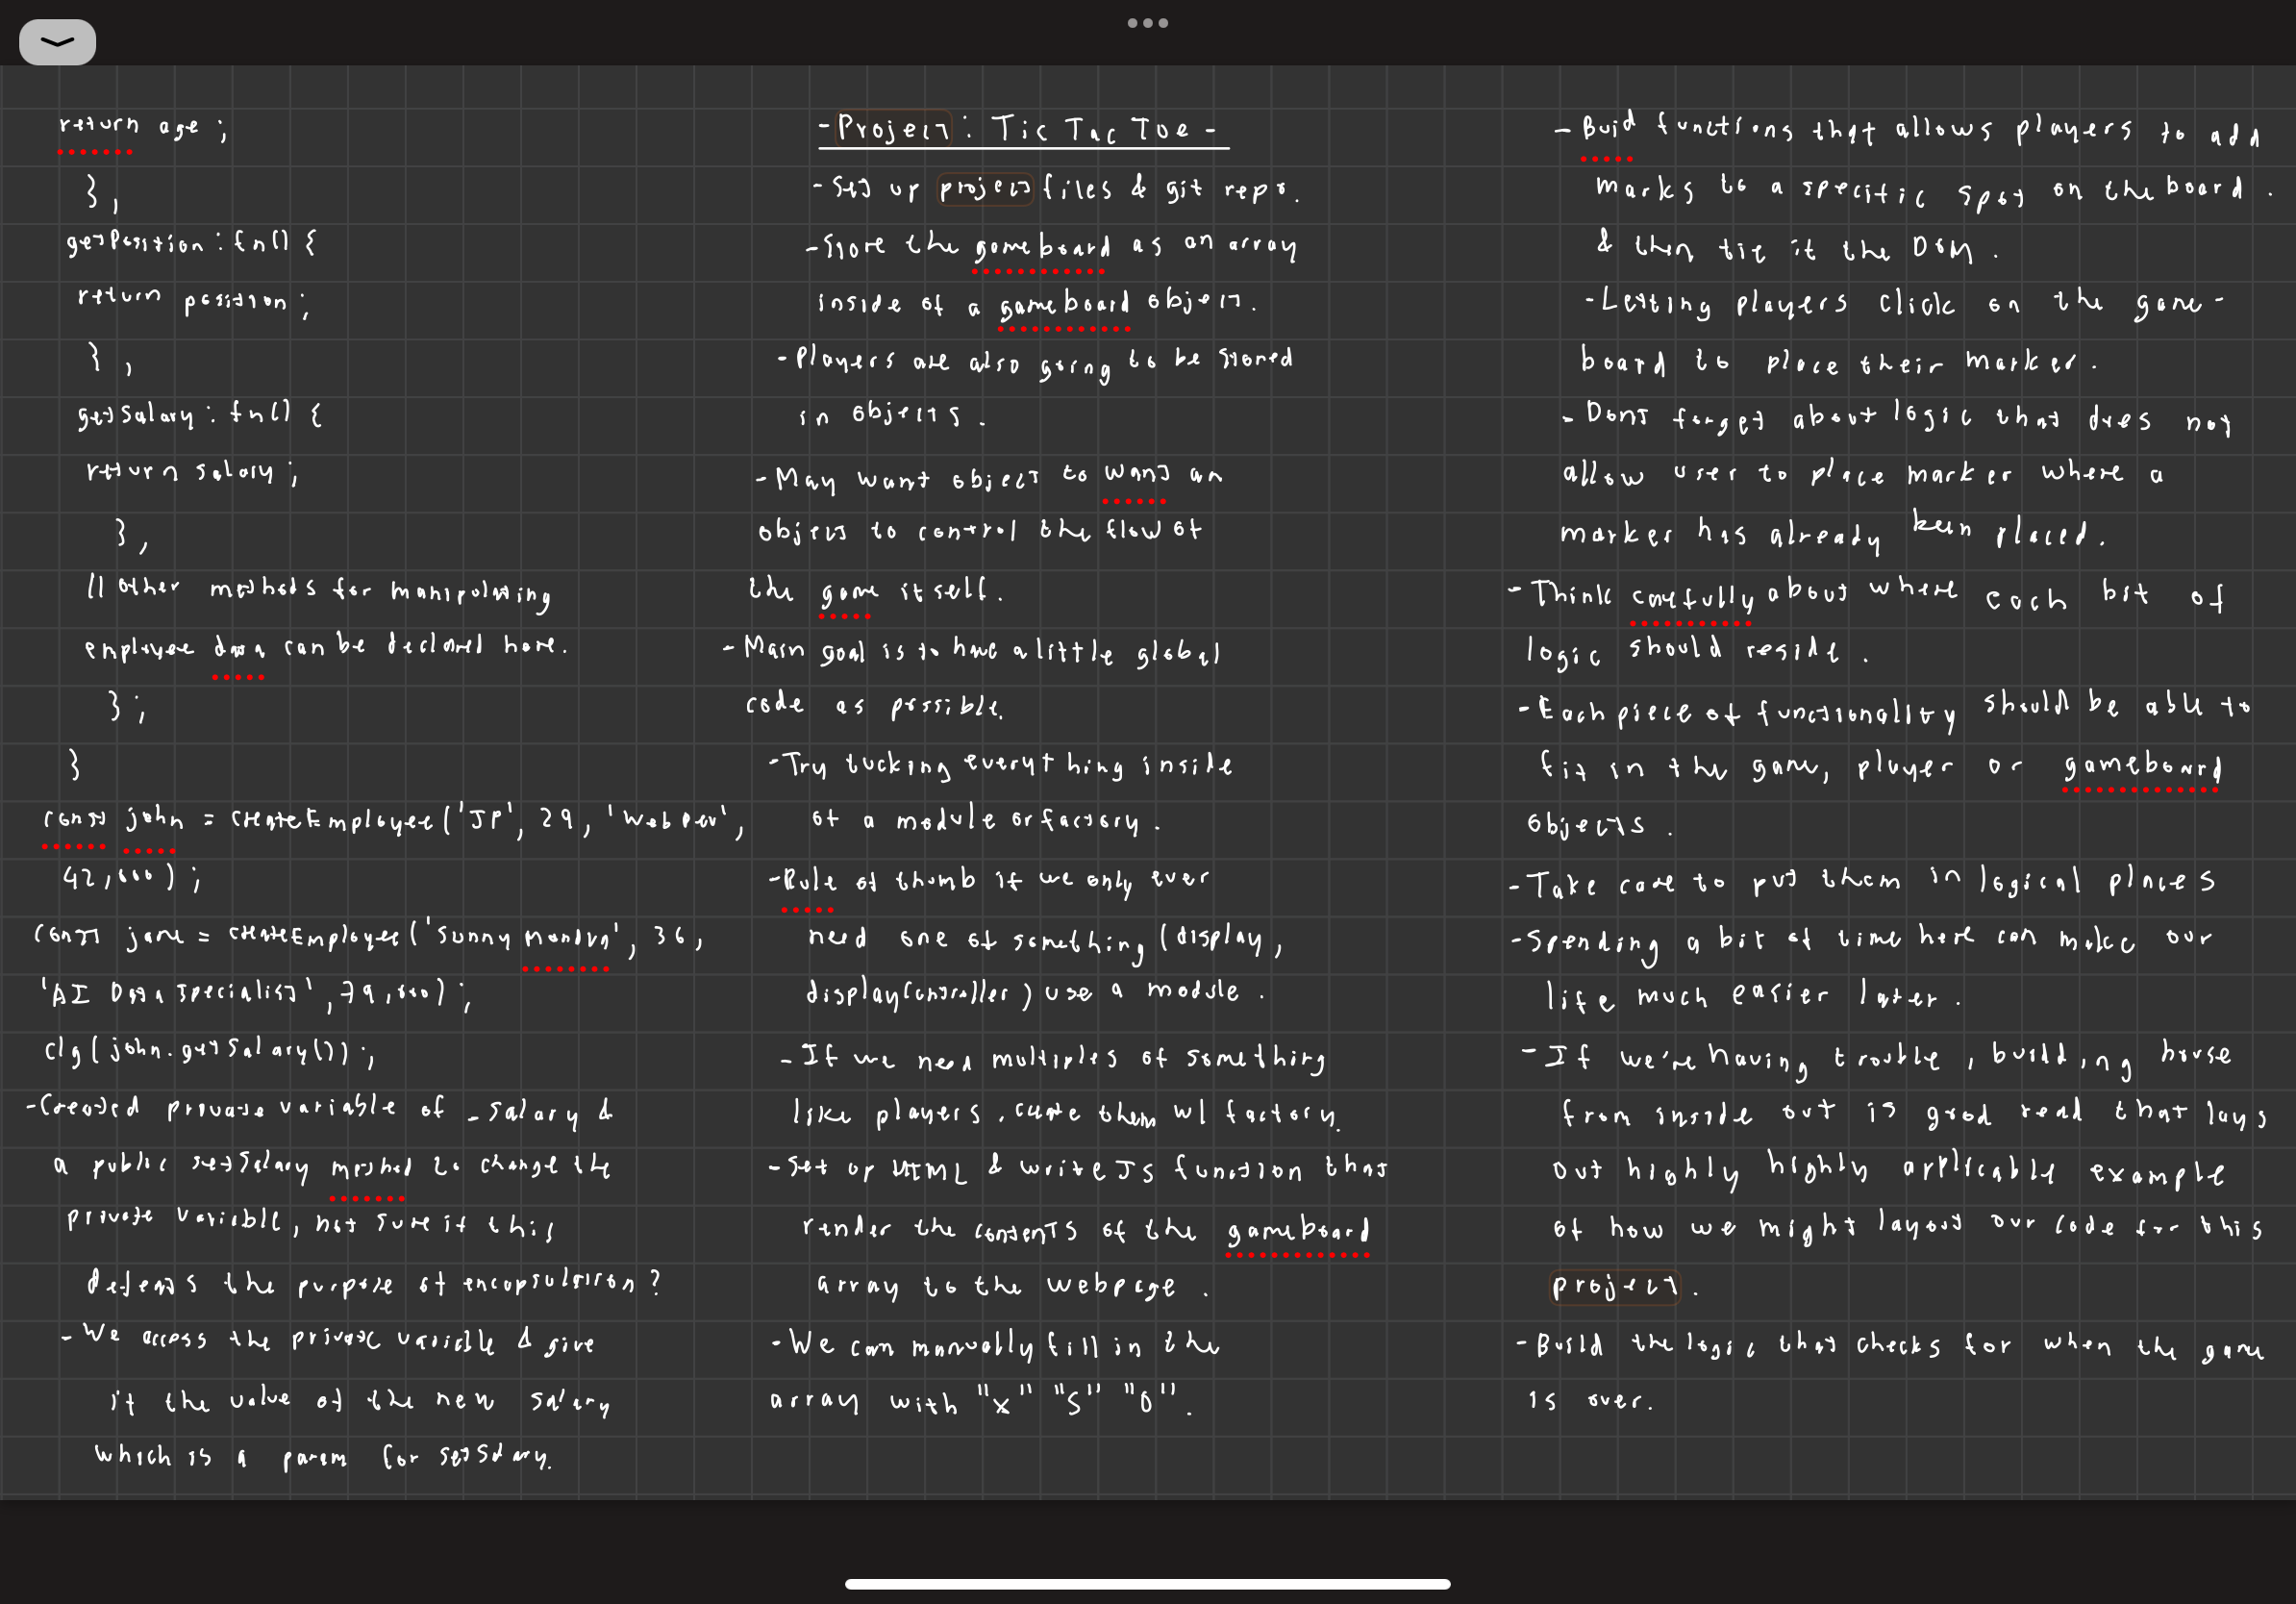 return age;
},
getPosition: fn() {
return position;
},
getSalary: fn() {
return salary;
},
// Other methods for manipulating
employee data can be declared here.
};
}
const john = createEmployee('JP', 29, 'Web Dev',
42,000);
const jane = createEmployee('Sunny                , 36,
'AI Data Specialist', 79,000);
clg(john.getSalary());
- Created private variable of _salary &
a public setSalary method to change the
private variable, not sure if this
defeats the purpose of encapsulation?
- We access the private variable & give
it the value of the new salary
which is a param for setSalary.
- Project: Tic Tac Toe -
- Set up project files & git repo.
- Store the gameboard as an array
inside of a gameboard object.
- Players are also going to be stored
in objects.
- May want object to want an
object to control the flow of
the game itself.
- Main goal is to have a little global
code as possible.
- Try tucking everything inside
of a module or factory.
- Rule of thumb if we only ever
need one of something (display,
displayController) use a module.
- If we need multiples of something
like players, create them w/ factory.
- Set up HTML & write JS function that
render the contents of the gameboard
array to the webpage.
- We can manually fill in the
array with "x" "S" "O".
- Buid functions that allows players to add
marks to a specific spot on the board.
& then tie it the DOM.
- Letting players click on the game-
board to place their marker.
- Dont forget about logic that does not
allow user to place marker where a
marker has already been placed.
- Think carefully about where each bit of
logic should reside.
- Each piece of functionality should be able to
fit in the game, player or gameboard
objects.
- Take care to put them in logical places
- Spending a bit of time here can make our
life much easier later.
- If we're having trouble, building house
from inside out is good read that lays
out highly highly applicable example
of how we might layout our code for this
project.
- Build the logic that checks for when the game
is over.